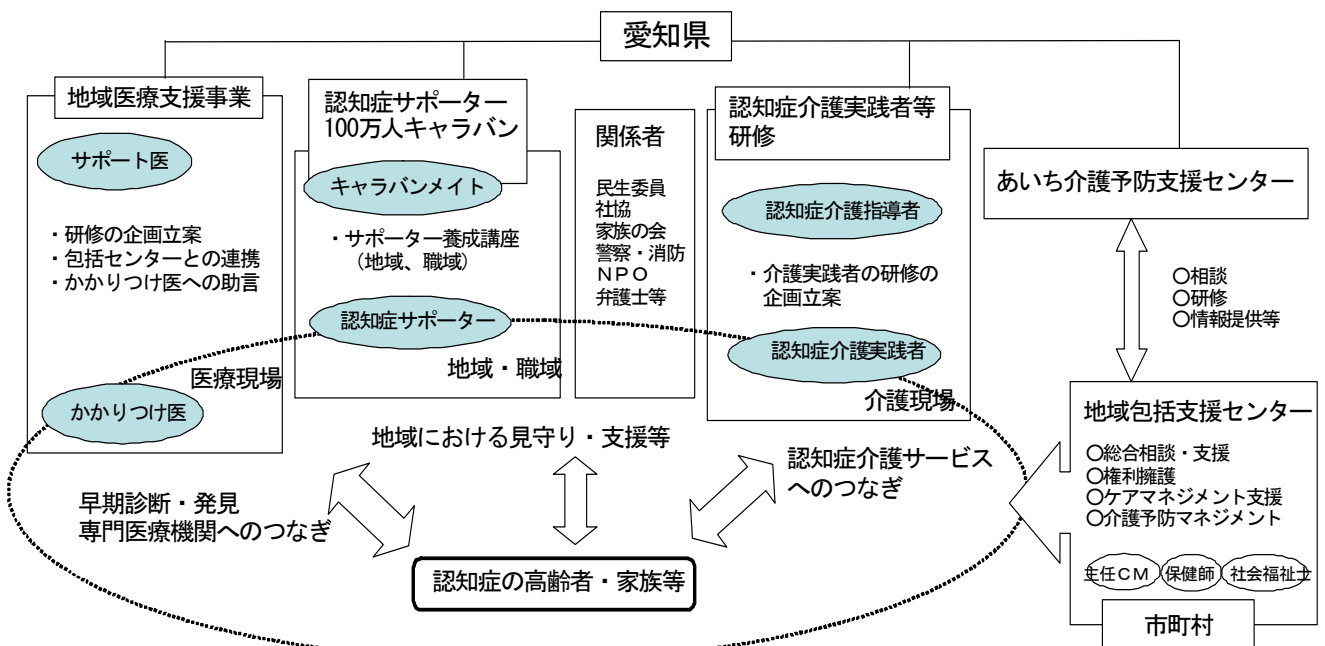 愛知県
地域医療支援事業
サポート医
・研修の企画立案
・包括センターとの連携
・かかりつけ医への助言
医療現場
かかりつけ医
認知症サポーター
100万人キャラバン
キャラバンメイト
・サポーター養成講座
（地域、職域）
認知症サポーター
地域・職域
関係者
民生委員
社協
家族の会
警察・消防
ＮＰＯ
弁護士等
認知症介護実践者等
研修
認知症介護指導者
・介護実践者の研修の
企画立案
認知症介護実践者
介護現場
あいち介護予防支援センター
〇相談
〇研修
〇情報提供等
地域包括支援センター
〇総合相談・支援
〇権利擁護
〇ケアマネジメント支援
〇介護予防マネジメント
主任ＣＭ
保健師
社会福祉士
市町村
地域における見守り・支援等
早期診断・発見
専門医療機関へのつなぎ
認知症介護サービス
へのつなぎ
認知症の高齢者・家族等